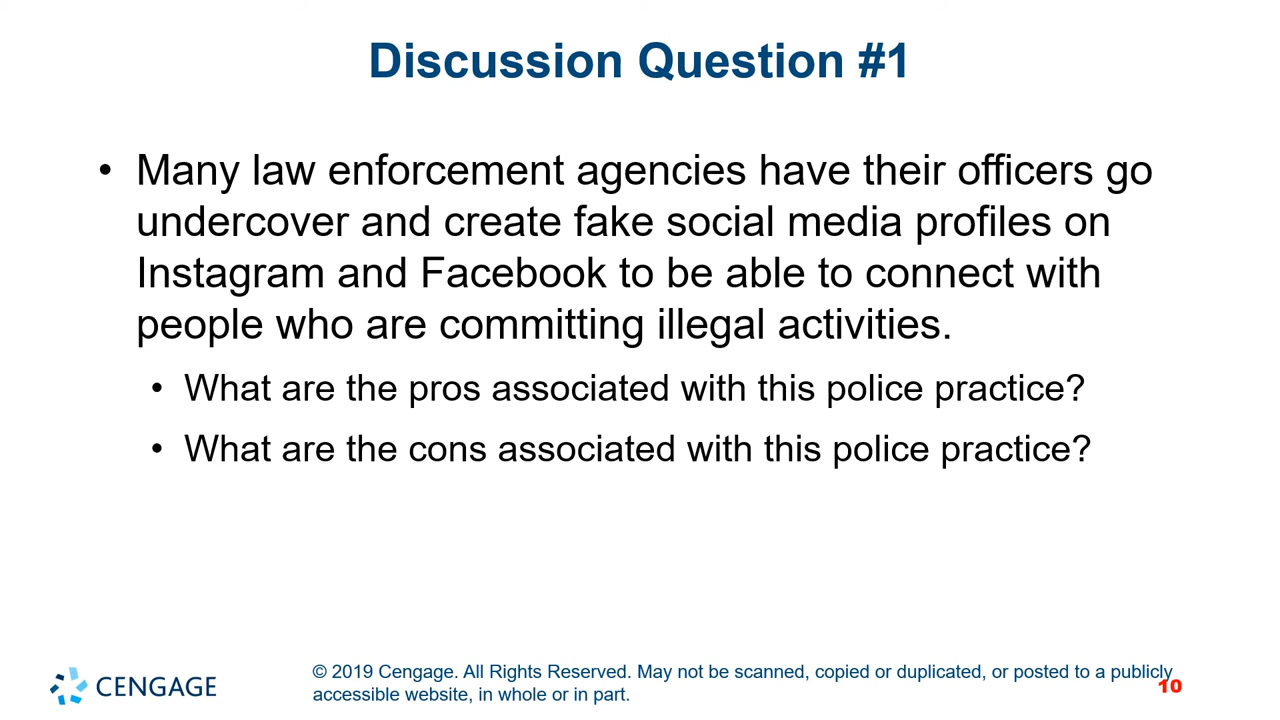 Discussion Question #1
• Many law enforcement agencies have their officers go
undercover and create fake social media profiles on
Instagram and Facebook to be able to connect with
people who are committing illegal activities.
• What are the pros associated with this police practice?
• What are the cons associated with this police practice?
CENGAGE
© 2019 Cengage. All Rights Reserved. May not be scanned, copied or duplicated, or posted to a publicly
accessible website, in whole or in part.
10